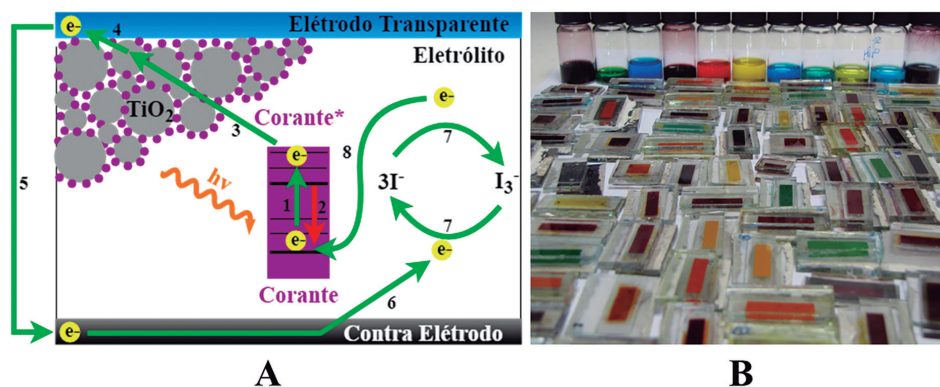 e-
Elétrodo Transparente
4
Eletrólito
TiO2
e-
3
Corante*
8
7
e-
5
hν
1
2
3I-
I3-
e-
7
e-
Corante
6
e-
Contra Elétrodo
A
B